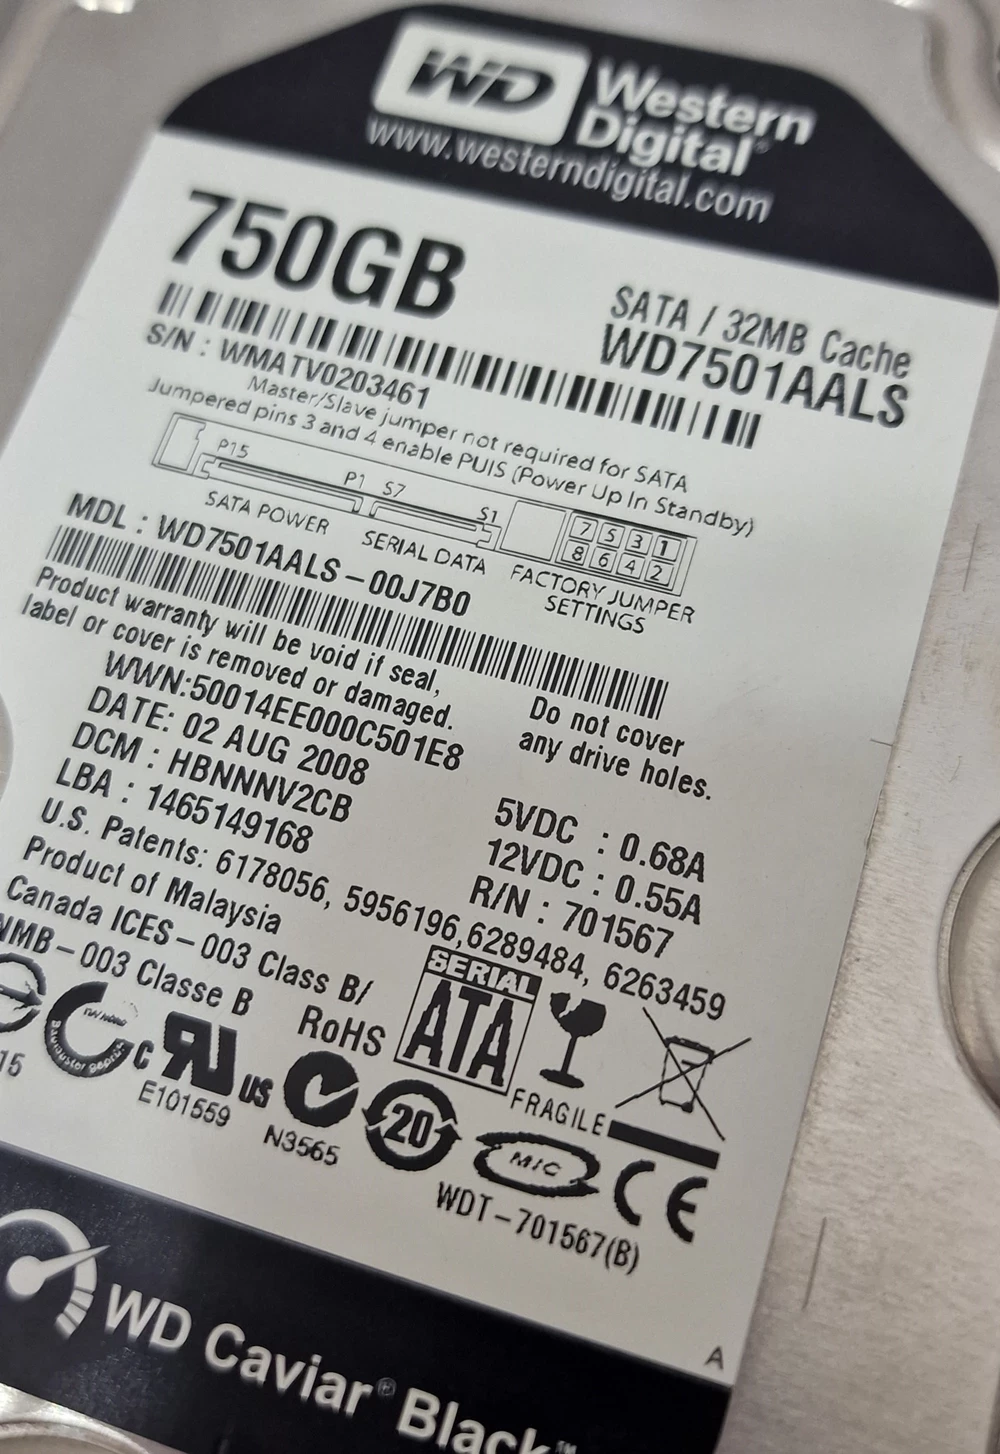 WD Western Digital®
www.westerndigital.com
750GB
SATA / 32MB Cache
WD7501AALS
S/N : WMATV0203461
Master/Slave jumper not required for SATA
Jumpered pins 3 and 4 enable PUIS (Power Up In Standby)
P15 P1 S7 S1
7 5 3 1
8 6 4 2
SATA POWER
SERIAL DATA
FACTORY JUMPER
SETTINGS
MDL : WD7501AALS – 00J7B0
Product warranty will be void if seal,
label or cover is removed or damaged.
Do not cover
any drive holes.
WWN:50014EE000C501E8
DATE: 02 AUG 2008
DCM : HBNNNV2CB
LBA : 1465149168
5VDC : 0.68A
12VDC : 0.55A
R/N : 701567
U.S. Patents: 6178056, 5956196,6289484, 6263459
Product of Malaysia
Canada ICES – 003 Class B/
NMB – 003 Classe B
RoHS
SERIAL
ATA
FRAGILE
15
Baumuster geprüft
c UR US
E101559
N3565
20
MIC
CE
WDT – 701567(B)
A
WD Caviar® Black™